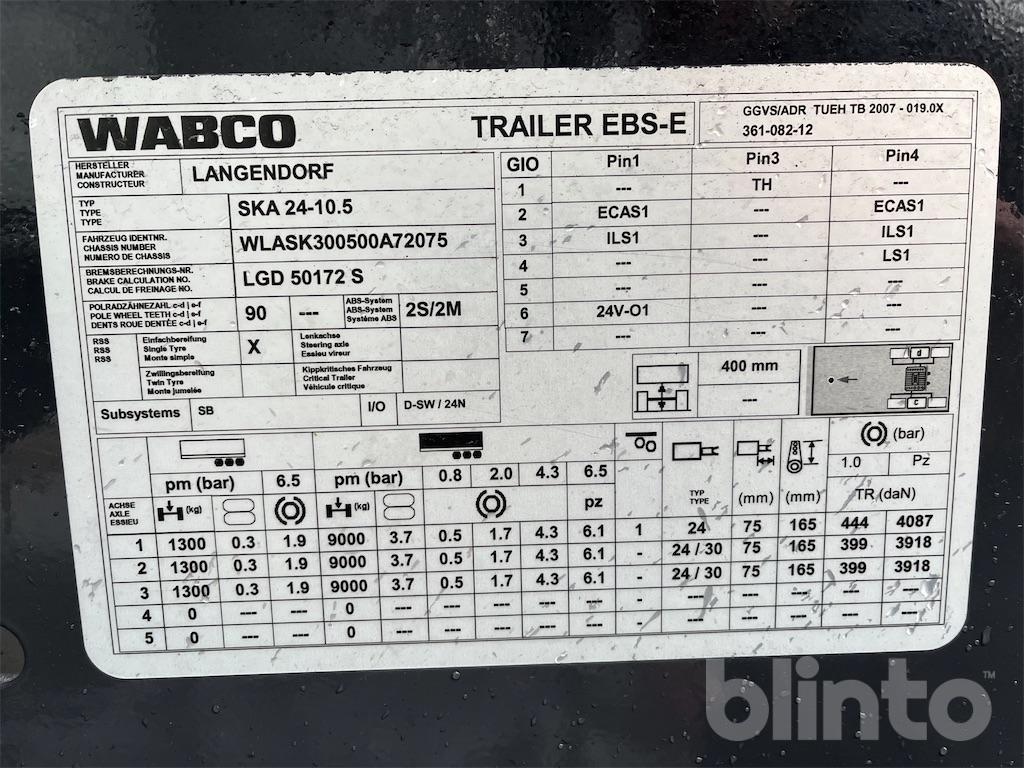 WABCO TRAILER EBS-E GGVS/ADR TUEH TB 2007 - 019.0X
361-082-12
HERSTELLER
MANUFACTURER
CONSTRUCTEUR
LANGENDORF
TYP
TYPE
TYPE
SKA 24-10.5
FAHRZEUG IDENTNR.
CHASSIS NUMBER
NUMERO DE CHASSIS
WLASK300500A72075
BREMSBERECHNUNGS-NR.
BRAKE CALCULATION NO.
CALCUL DE FREINAGE NO.
LGD 50172 S
POLRADZÄHNEZAHL c-d | e-f
POLE WHEEL TEETH c-d | e-f
DENTS ROUE DENTÉE c-d | e-f
90 ---
ABS-System
ABS-System
Système ABS
2S/2M
RSS
RSS
RSS
Einfachbereifung
Single Tyre
Monte simple
X
Lenkachse
Steering axle
Essieu vireur
Zwillingsbereifung
Twin Tyre
Monte jumelée
Kippkritisches Fahrzeug
Critical Trailer
Véhicule critique
Subsystems SB I/O D-SW / 24N
GIO Pin1 Pin3 Pin4
1 --- TH ---
2 ECAS1 --- ECAS1
3 ILS1 --- ILS1
4 --- --- LS1
5 --- --- ---
6 24V-O1 --- ---
7 --- --- ---
400 mm
---
d
c
pm (bar) 6.5 pm (bar) 0.8 2.0 4.3 6.5
(bar)
1.0 Pz
ACHSE
AXLE
ESSIEU
(kg) (kg) pz
TYP
TYPE
(mm) (mm) TR (daN)
1 1300 0.3 1.9 9000 3.7 0.5 1.7 4.3 6.1 1 24 75 165 444 4087
2 1300 0.3 1.9 9000 3.7 0.5 1.7 4.3 6.1 - 24 / 30 75 165 399 3918
3 1300 0.3 1.9 9000 3.7 0.5 1.7 4.3 6.1 - 24 / 30 75 165 399 3918
4 0 --- --- 0 --- --- --- --- --- - --- --- --- --- ---
5 0 --- --- 0 --- --- --- --- --- - --- --- --- --- ---
blinto™